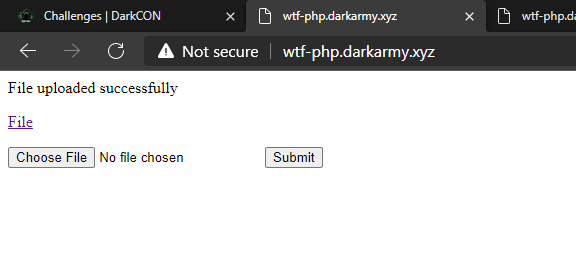 Challenges | DarkCON
wtf-php.darkarmy.xyz
wtf-php.dark
Not secure
wtf-php.darkarmy.xyz
File uploaded successfully
File
Choose File No file chosen Submit